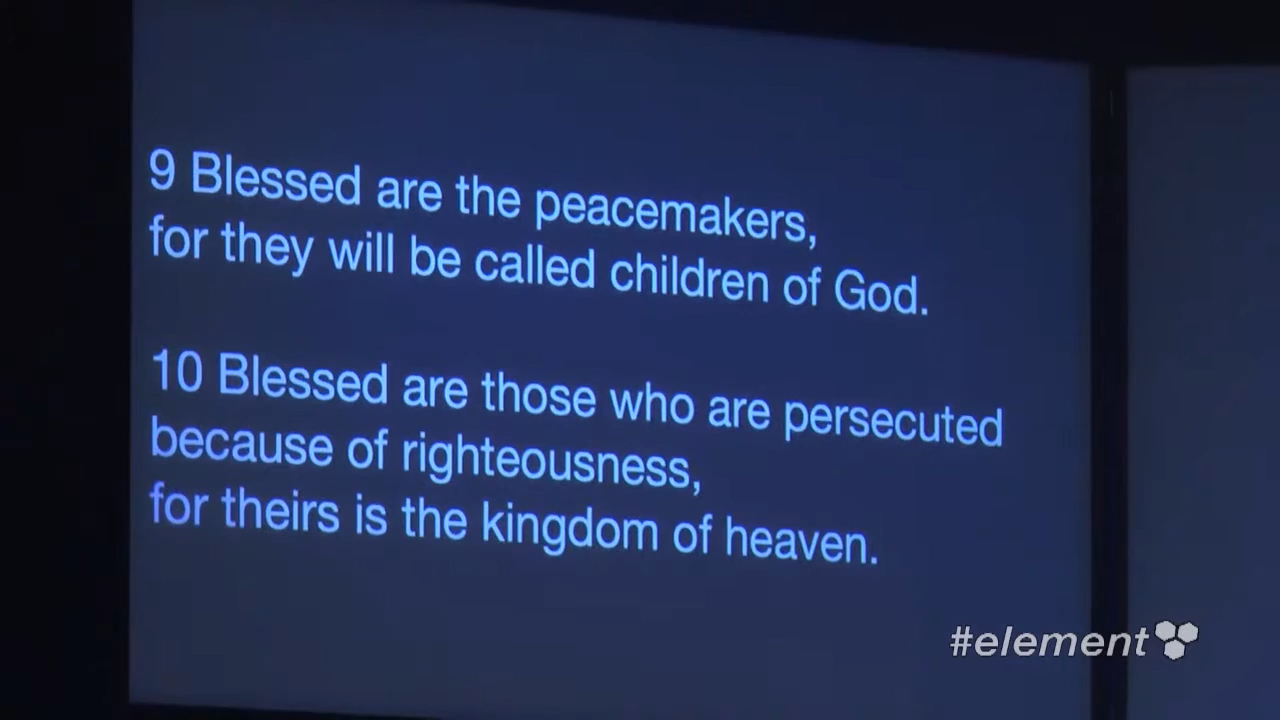 9 Blessed are the peacemakers,
for they will be called children of God.
10 Blessed are those who are persecuted
because of righteousness,
for theirs is the kingdom of heaven.
#element